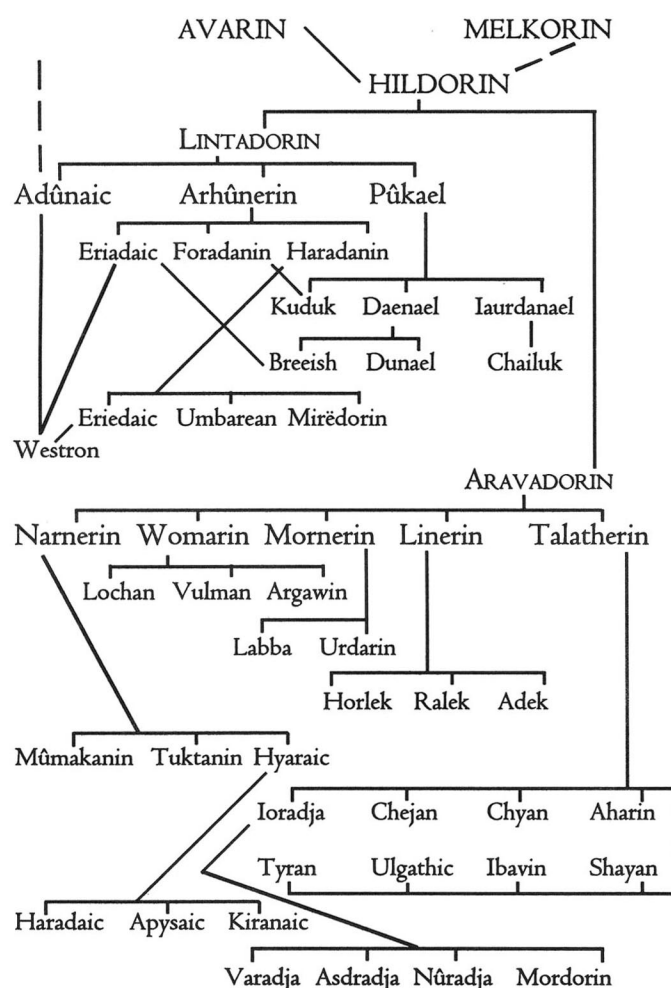 AVARIN MELKORIN
HILDORIN
LINTADORIN
Adûnaic Arhûnerin Pûkael
Eriadaic Foradanin Haradanin
Kuduk Daenael Iaurdanael
Breeish Dunael Chailuk
Eriedaic Umbarean Mirëdorin
Westron
ARAVADORIN
Narnerin Womarin Mornerin Linerin Talatherin
Lochan Vulman Argawin
Labba Urdarin
Horlek Ralek Adek
Mûmakanin Tuktanin Hyaraic
Ioradja Chejan Chyan Aharin
Tyran Ulgathic Ibavin Shayan
Haradaic Apysaic Kiranaic
Varadja Asdradja Nûradja Mordorin